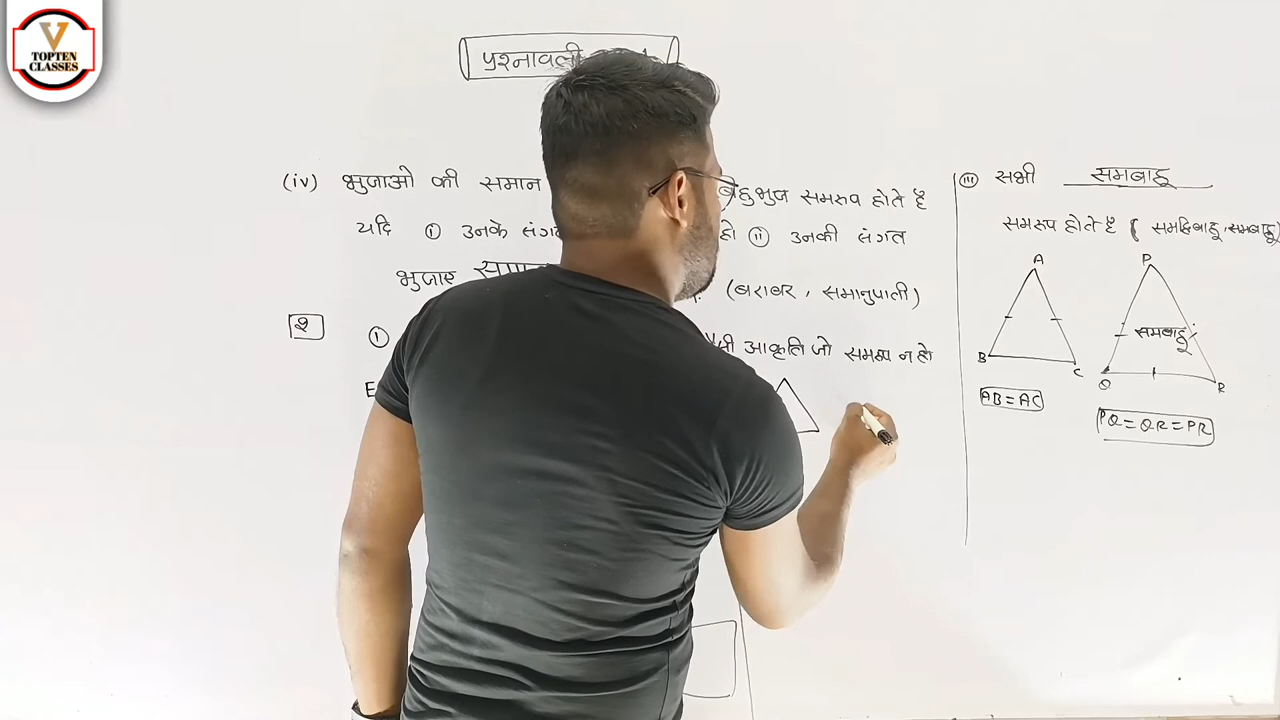 V
TOPTEN
CLASSES
प्रश्नावली
(iv) भुजाओ की समान बहुभुज समरुप होते है
यदि (i) उनके संगत हो (ii) उनकी संगत
भुजाए (बराबर, समानुपाती)
2 (i) आकृति जो समरूप न हो
(iii) सभी समबाहू
समरूप होते है ( समद्विबाहू, समबाहू)
A
P
समबाहू
B
C
Q
R
AB = AC
PQ = QR = PR